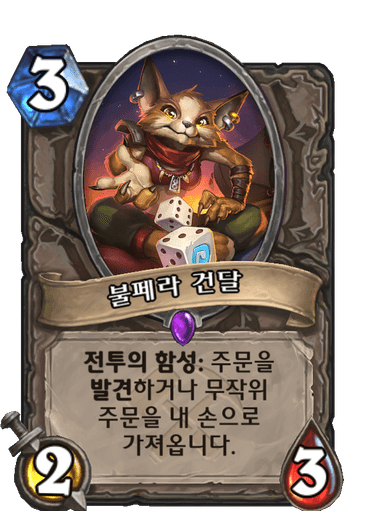 3
불페라 건달
전투의 함성: 주문을
발견하거나 무작위
주문을 내 손으로
가져옵니다.
2
3